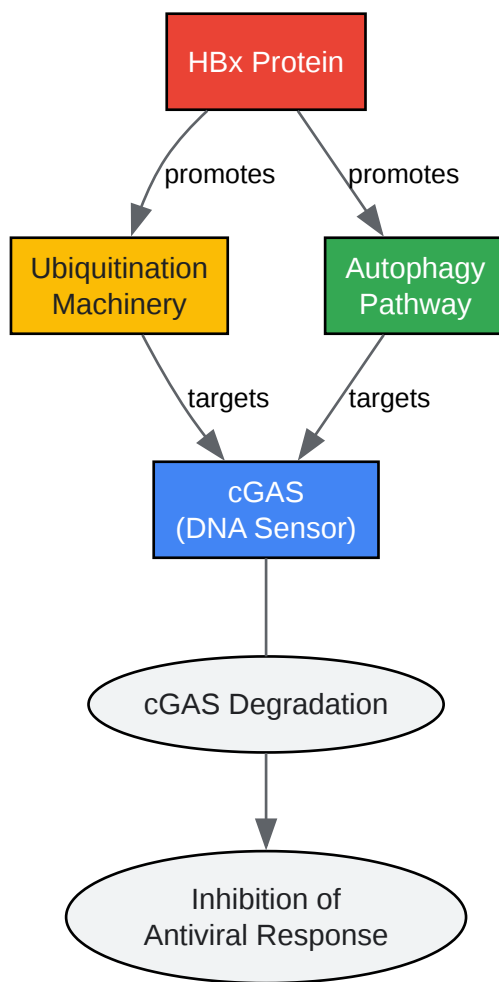 HBx Protein
promotes
promotes
Ubiquitination
Machinery
Autophagy
Pathway
targets
targets
cGAS
(DNA Sensor)
cGAS Degradation
Inhibition of
Antiviral Response